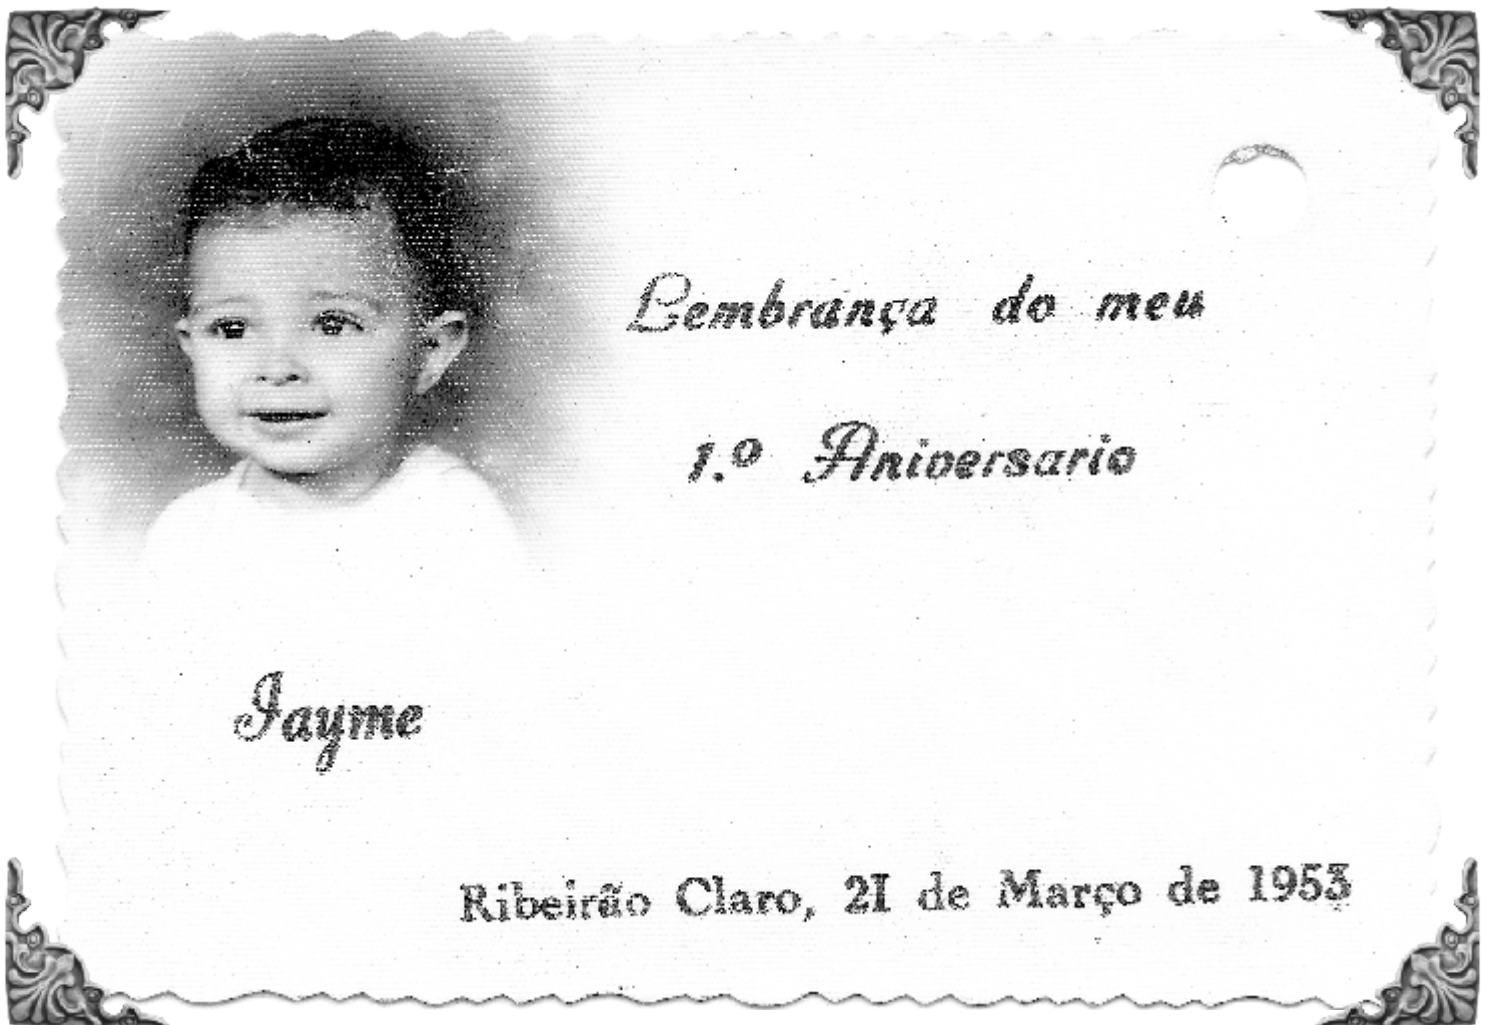 Lembrança do meu
1.º Aniversario
Jayme
Ribeirão Claro, 21 de Março de 1953